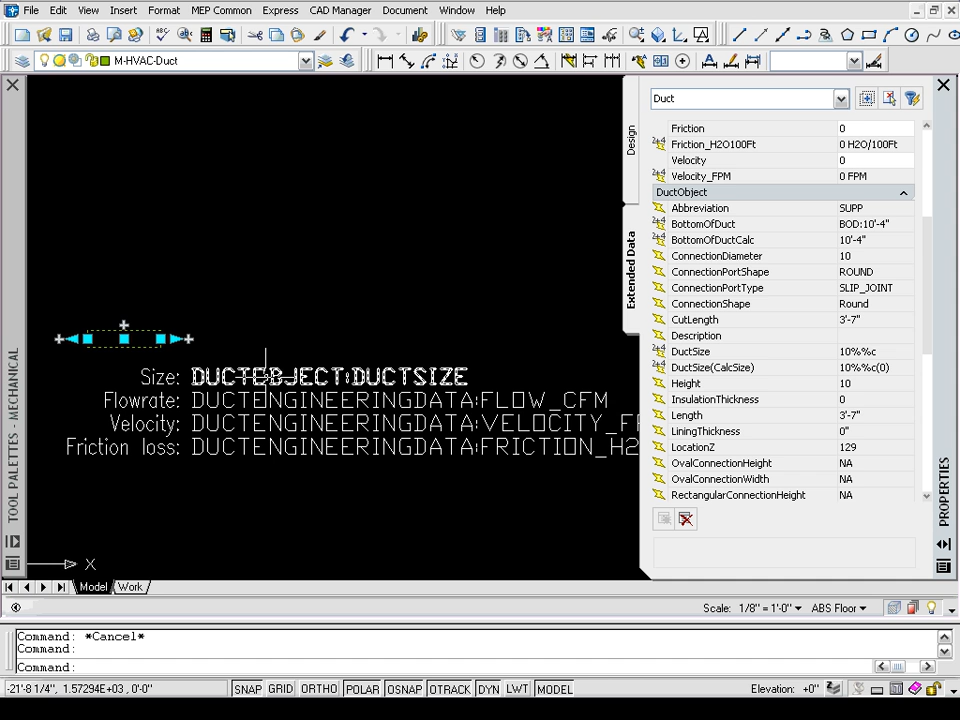 File Edit View Insert Format MEP Common Express CAD Manager Document Window Help
M-HVAC-Duct
Size: DUCTOBJECT:DUCTSIZE
Flowrate: DUCTENGINEERINGDATA:FLOW_CFM
Velocity: DUCTENGINEERINGDATA:VELOCITY_F
Friction loss: DUCTENGINEERINGDATA:FRICTION_H2
X
TOOL PALETTES - MECHANICAL
Design
Extended Data
Duct
Friction 0
Friction_H2O100Ft 0 H2O/100Ft
Velocity 0
Velocity_FPM 0 FPM
DuctObject
Abbreviation SUPP
BottomOfDuct BOD:10'-4"
BottomOfDuctCalc 10'-4"
ConnectionDiameter 10
ConnectionPortShape ROUND
ConnectionPortType SLIP_JOINT
ConnectionShape Round
CutLength 3'-7"
Description
DuctSize 10%%c
DuctSize(CalcSize) 10%%c(0)
Height 10
InsulationThickness 0
Length 3'-7"
LiningThickness 0"
LocationZ 129
OvalConnectionHeight NA
OvalConnectionWidth NA
RectangularConnectionHeight NA
PROPERTIES
Model Work
Scale: 1/8" = 1'-0" ABS Floor
Command: *Cancel*
Command:
Command:
-21'-8 1/4", 1.57294E+03 , 0'-0" SNAP GRID ORTHO POLAR OSNAP OTRACK DYN LWT MODEL Elevation: +0"